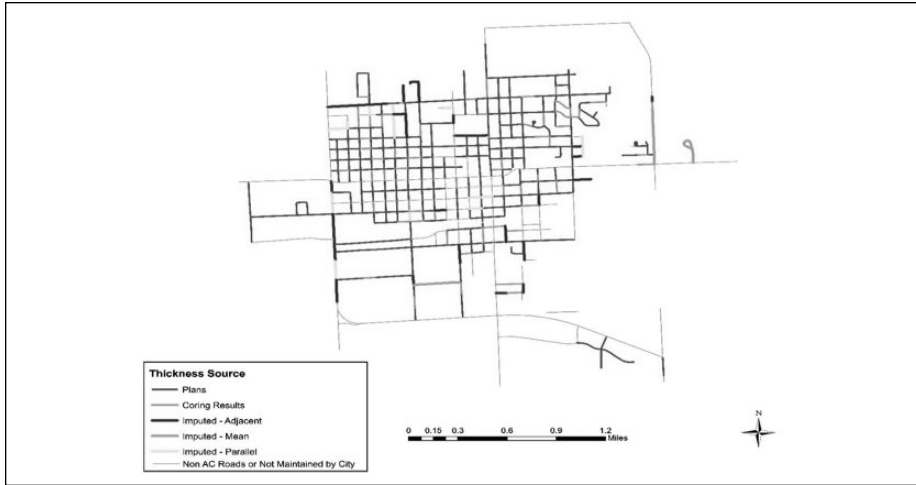 Thickness Source
Plans
Coring Results
Imputed - Adjacent
Imputed - Mean
Imputed - Parallel
Non AC Roads or Not Maintained by City
0 0.15 0.3 0.6 0.9 1.2
Miles
N